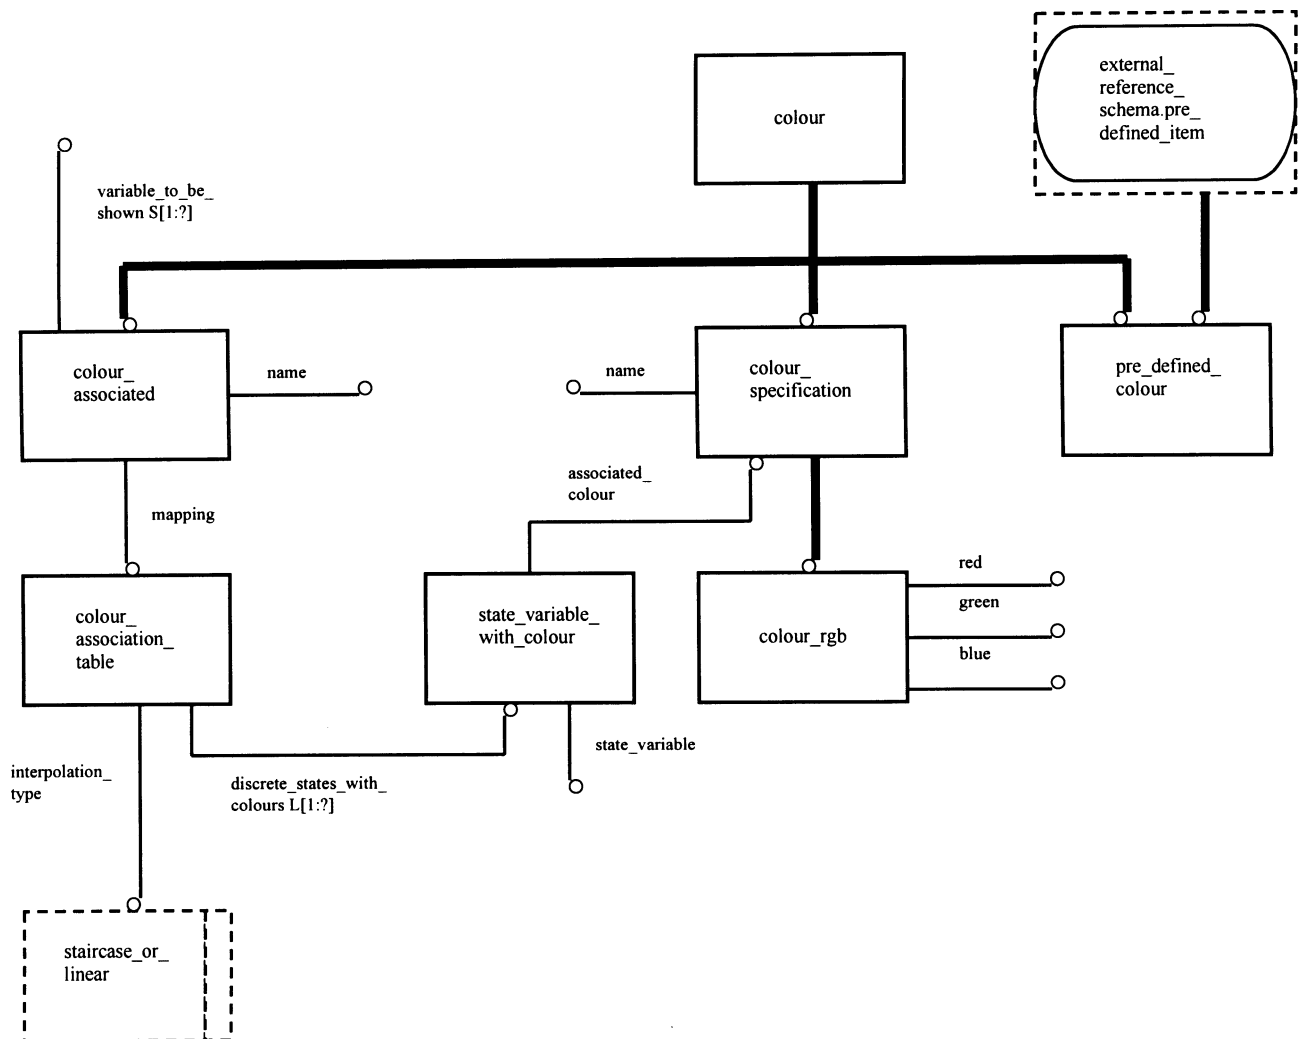 external_
reference_
schema.pre_
defined_item
colour
variable_to_be_
shown S[1:?]
colour_
associated
name
name
colour_
specification
pre_defined_
colour
associated_
colour
mapping
red
green
blue
colour_
association_
table
state_variable_
with_colour
colour_rgb
state_variable
interpolation_
type
discrete_states_with_
colours L[1:?]
staircase_or_
linear